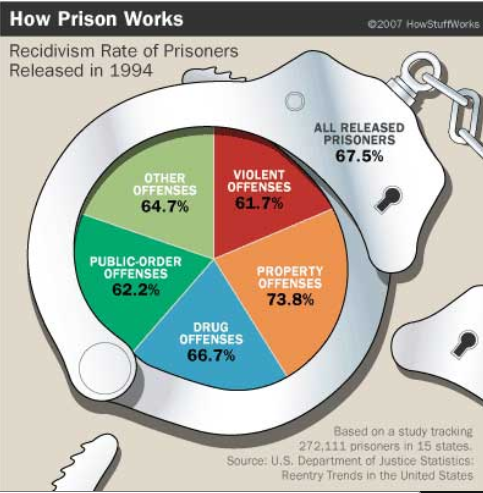 How Prison Works
©2007 HowStuffWorks
Recidivism Rate of Prisoners
Released in 1994
ALL RELEASED
PRISONERS
67.5%
OTHER
OFFENSES
64.7%
VIOLENT
OFFENSES
61.7%
PUBLIC-ORDER
OFFENSES
62.2%
PROPERTY
OFFENSES
73.8%
DRUG
OFFENSES
66.7%
Based on a study tracking
272,111 prisoners in 15 states.
Source: U.S. Department of Justice Statistics:
Reentry Trends in the United States